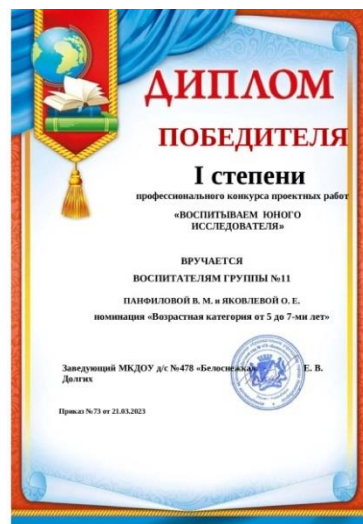 ДИПЛОМ
ПОБЕДИТЕЛЯ
I степени
профессионального конкурса проектных работ
«ВОСПИТЫВАЕМ ЮНОГО
ИССЛЕДОВАТЕЛЯ»
ВРУЧАЕТСЯ
ВОСПИТАТЕЛЯМ ГРУППЫ №11
ПАНФИЛОВОЙ В. М. и ЯКОВЛЕВОЙ О. Е.
номинация «Возрастная категория от 5 до 7-ми лет»
Заведующий МКДОУ д/с №478 «Белоснежка» Е. В.
Долгих
Приказ №73 от 21.03.2023